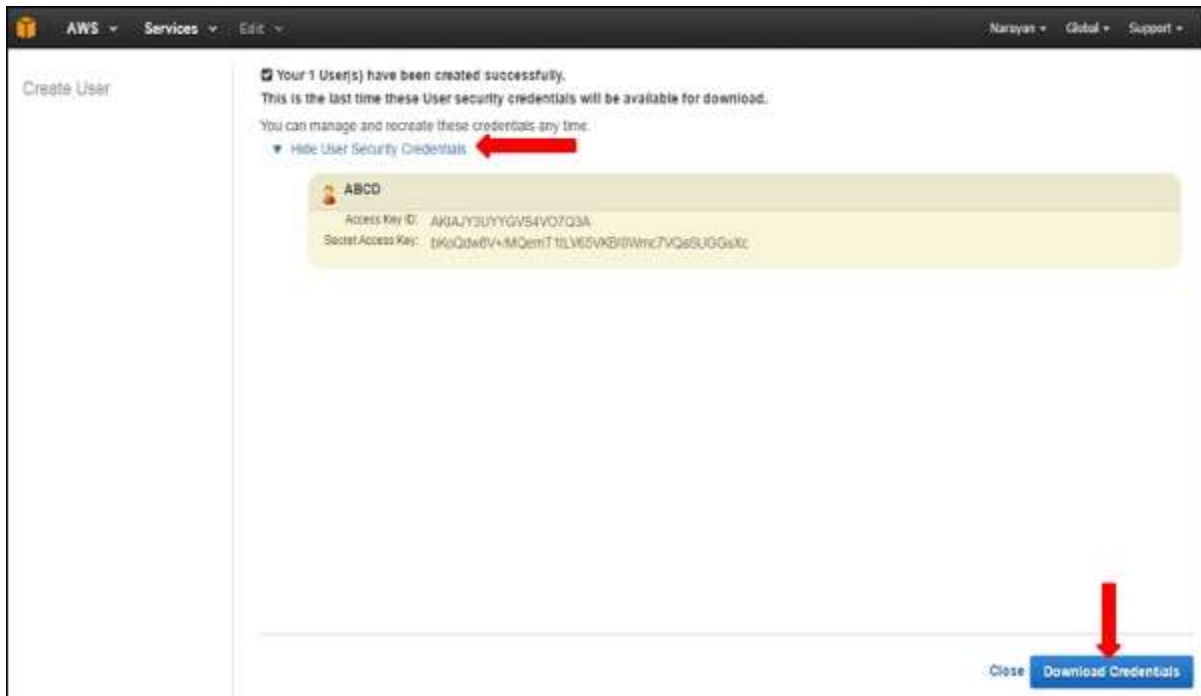 AWS Services Edit Narayan Global Support
Create User
Your 1 User(s) have been created successfully.
This is the last time these User security credentials will be available for download.
You can manage and recreate these credentials any time.
Hide User Security Credentials
ABCD
Access Key ID: AKIAJY3UYYGVS4VO7Q3A
Secret Access Key:
Close Download Credentials